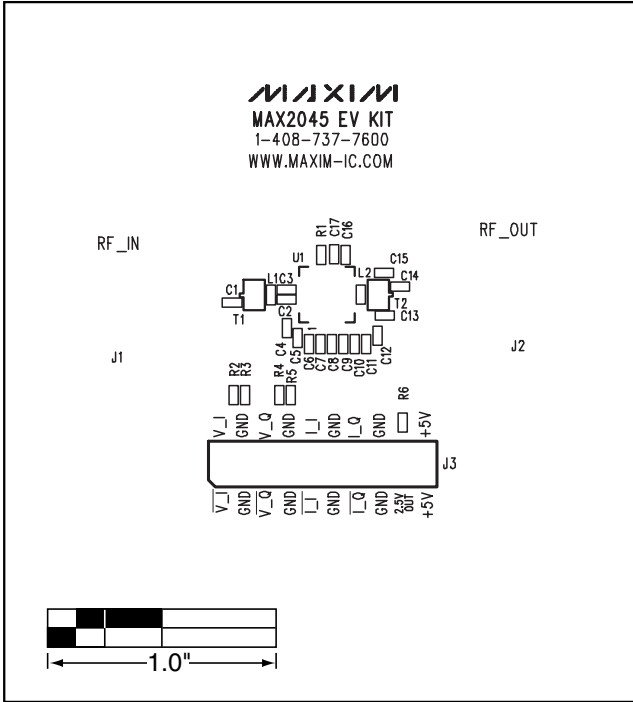 MAXIM
MAX2045 EV KIT
1-408-737-7600
WWW.MAXIM-IC.COM
RF_IN
RF_OUT
R1
C17
C16
U1
C15
C14
C1
L1
C3
L2
T1
T2
C2
C13
1
C4
C5
C6
C7
C8
C9
C10
C11
C12
J1
J2
R2
R3
R4
R5
R6
V_I
GND
V_Q
GND
I_I
GND
I_Q
GND
+5V
J3
V_I
GND
V_Q
GND
I_I
GND
I_Q
GND
2.5V
OUT
+5V
1.0"